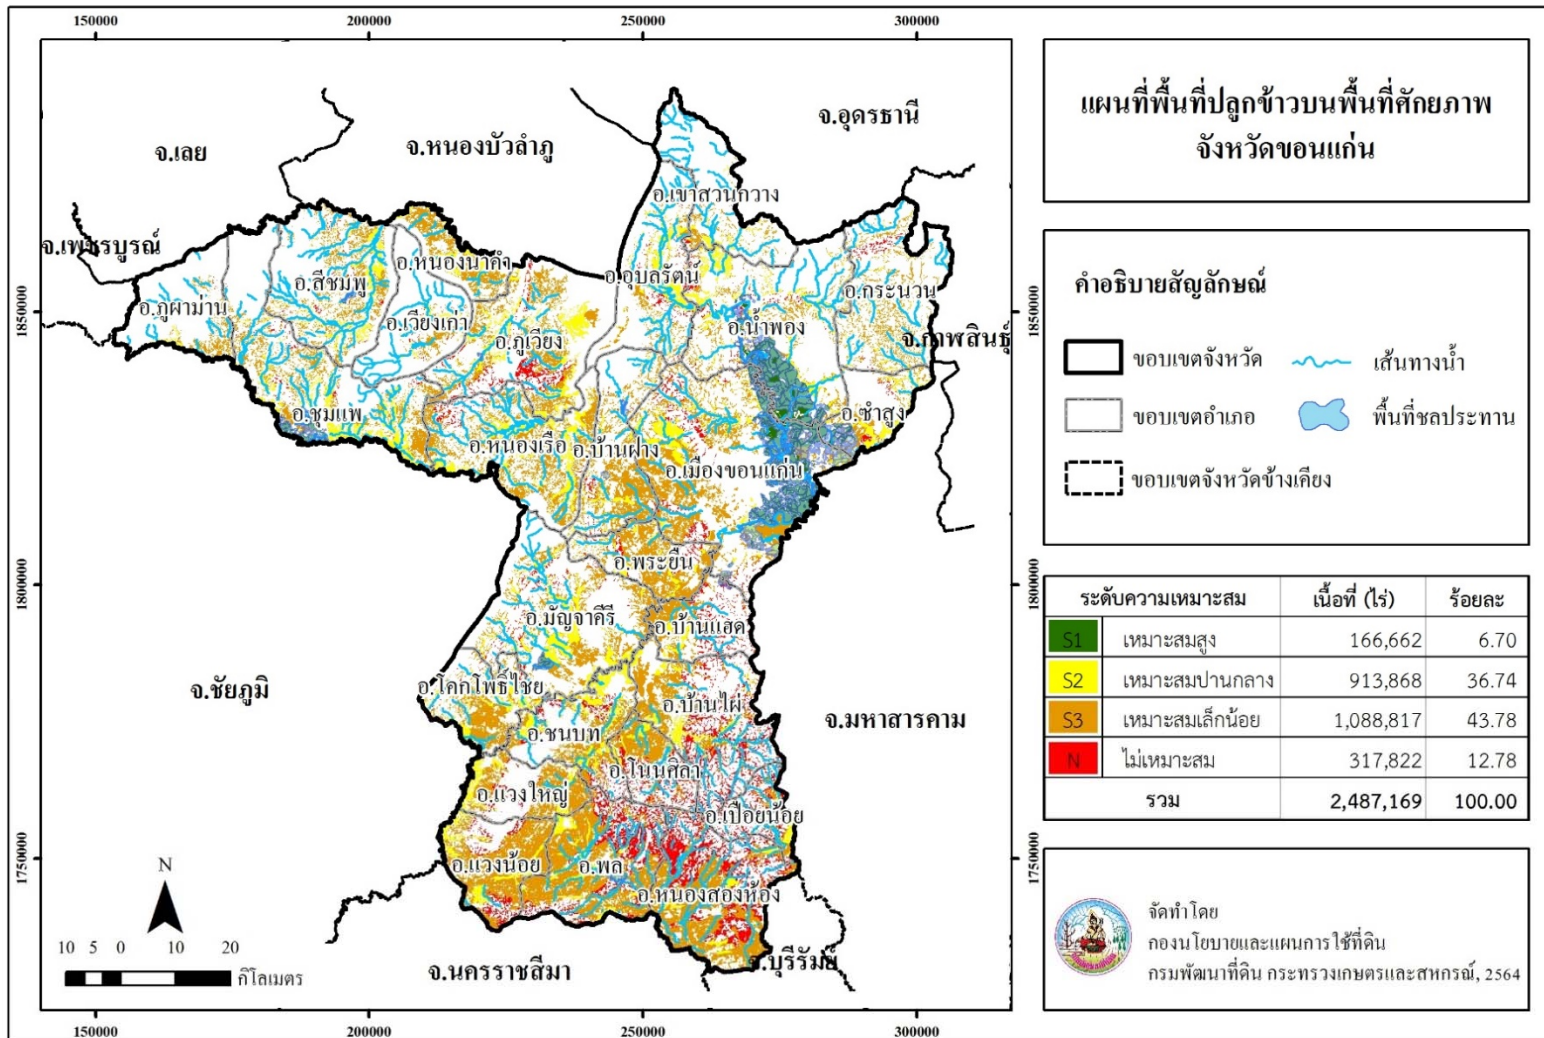 150000 200000 250000 300000
แผนที่พื้นที่ปลูกข้าวบนพื้นที่ศักยภาพ
จังหวัดขอนแก่น
จ.อุดรธานี
จ.หนองบัวลำภู
จ.เลย
อ.เขาสวนกวาง
จ.เพชรบูรณ์
อ.หนองนาคำ
อ.สีชมพู
อ.อุบลรัตน์
อ.กระนวน
อ.ภูผาม่าน
อ.เวียงเก่า
อ.น้ำพอง
อ.ภูเวียง
จ.กาฬสินธุ์
อ.ชุมแพ
อ.ซำสูง
อ.หนองเรือ
อ.บ้านฝาง
อ.เมืองขอนแก่น
อ.พระยืน
อ.มัญจาคีรี
อ.บ้านแฮด
จ.ชัยภูมิ
อ.โคกโพธิ์ไชย
อ.บ้านไผ่
จ.มหาสารคาม
อ.ชนบท
อ.โนนศิลา
อ.แวงใหญ่
อ.เปือยน้อย
อ.แวงน้อย
อ.พล
อ.หนองสองห้อง
จ.นครราชสีมา
จ.บุรีรัมย์
1850000
1800000
1750000
1850000
1800000
1750000
N
10 5 0 10 20
กิโลเมตร
150000 200000 250000 300000
คำอธิบายสัญลักษณ์
ขอบเขตจังหวัด เส้นทางน้ำ
ขอบเขตอำเภอ พื้นที่ชลประทาน
ขอบเขตจังหวัดข้างเคียง
ระดับความเหมาะสม เนื้อที่ (ไร่) ร้อยละ
S1 เหมาะสมสูง 166,662 6.70
S2 เหมาะสมปานกลาง 913,868 36.74
S3 เหมาะสมเล็กน้อย 1,088,817 43.78
N ไม่เหมาะสม 317,822 12.78
รวม 2,487,169 100.00
จัดทำโดย
กองนโยบายและแผนการใช้ที่ดิน
กรมพัฒนาที่ดิน กระทรวงเกษตรและสหกรณ์, 2564